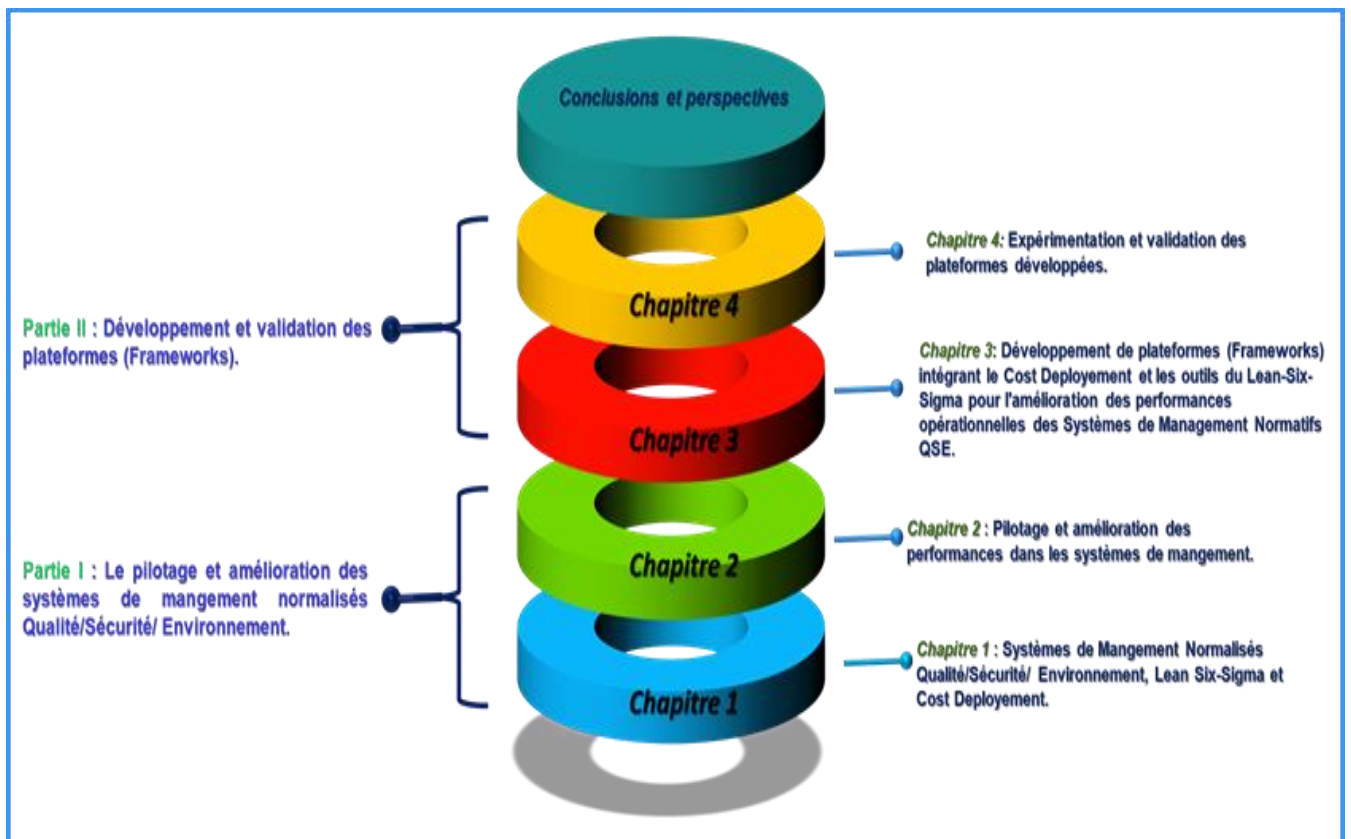 Conclusions et perspectives
Chapitre 4
Chapitre 3
Chapitre 2
Chapitre 1
Partie II : Développement et validation des
plateformes (Frameworks).
Partie I : Le pilotage et amélioration des
systèmes de mangement normalisés
Qualité/Sécurité/ Environnement.
Chapitre 4: Expérimentation et validation des
plateformes développées.
Chapitre 3: Développement de plateformes (Frameworks)
intégrant le Cost Deployement et les outils du Lean-Six-
Sigma pour l'amélioration des performances
opérationnelles des Systèmes de Management Normatifs
QSE.
Chapitre 2 : Pilotage et amélioration des
performances dans les systèmes de mangement.
Chapitre 1 : Systèmes de Mangement Normalisés
Qualité/Sécurité/ Environnement, Lean Six-Sigma et
Cost Deployement.